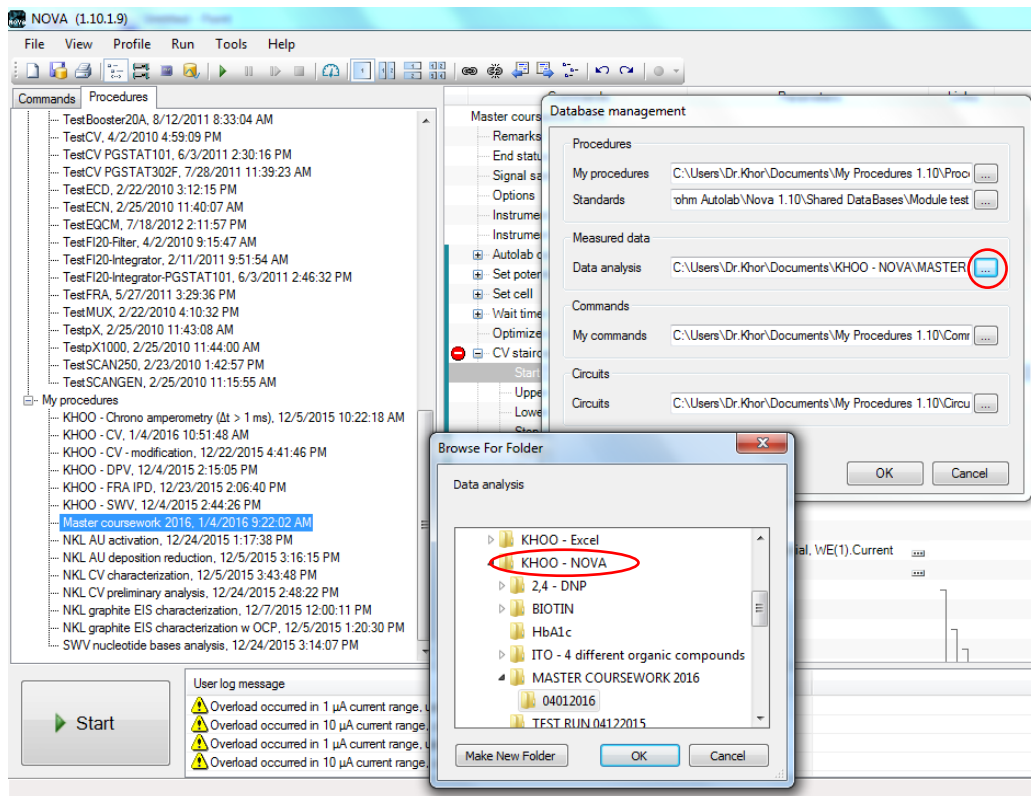 NOVA (1.10.1.9)
File View Profile Run Tools Help
Commands Procedures
TestBooster20A, 8/12/2011 8:33:04 AM
TestCV, 4/2/2010 4:59:09 PM
TestCV PGSTAT101, 6/3/2011 2:30:16 PM
TestCV PGSTAT302F, 7/28/2011 11:39:23 AM
TestECD, 2/22/2010 3:12:15 PM
TestECN, 2/25/2010 11:40:07 AM
TestEQCM, 7/18/2012 2:11:57 PM
TestFI20-Filter, 4/2/2010 9:15:47 AM
TestFI20-Integrator, 2/11/2011 9:51:54 AM
TestFI20-Integrator-PGSTAT101, 6/3/2011 2:46:32 PM
TestFRA, 5/27/2011 3:29:36 PM
TestMUX, 2/22/2010 4:10:32 PM
TestpX, 2/25/2010 11:43:08 AM
TestpX1000, 2/25/2010 11:44:00 AM
TestSCAN250, 2/23/2010 1:42:57 PM
TestSCANGEN, 2/25/2010 11:15:55 AM
My procedures
KHOO - Chrono amperometry (Δt > 1 ms), 12/5/2015 10:22:18 AM
KHOO - CV, 1/4/2016 10:51:48 AM
KHOO - CV - modification, 12/22/2015 4:41:46 PM
KHOO - DPV, 12/4/2015 2:15:05 PM
KHOO - FRA IPD, 12/23/2015 2:06:40 PM
KHOO - SWV, 12/4/2015 2:44:26 PM
Master coursework 2016, 1/4/2016 9:22:02 AM
NKL AU activation, 12/24/2015 1:17:38 PM
NKL AU deposition reduction, 12/5/2015 3:16:15 PM
NKL CV characterization, 12/5/2015 3:43:48 PM
NKL CV preliminary analysis, 12/24/2015 2:48:22 PM
NKL graphite EIS characterization, 12/7/2015 12:00:11 PM
NKL graphite EIS characterization w OCP, 12/5/2015 1:20:30 PM
SWV nucleotide bases analysis, 12/24/2015 3:14:07 PM
Master cours
Remarks
End statu
Signal sa
Options
Instrume
Instrume
Autolab c
Set poten
Set cell
Wait time
Optimize
CV stairc
Start
Uppe
Lowe
Database management
Procedures
My procedures C:\Users\Dr.Khor\Documents\My Procedures 1.10\Proce ...
Standards rohm Autolab\Nova 1.10\Shared DataBases\Module test ...
Measured data
Data analysis C:\Users\Dr.Khor\Documents\KHOO - NOVA\MASTER ...
Commands
My commands C:\Users\Dr.Khor\Documents\My Procedures 1.10\Comr ...
Circuits
Circuits C:\Users\Dr.Khor\Documents\My Procedures 1.10\Circu ...
OK Cancel
ial, WE(1).Current
Browse For Folder
Data analysis
KHOO - Excel
KHOO - NOVA
2,4 - DNP
BIOTIN
HbA1c
ITO - 4 different organic compounds
MASTER COURSEWORK 2016
04012016
TEST RUN 04122015
Make New Folder OK Cancel
Start
User log message
Overload occurred in 1 µA current range, u
Overload occurred in 10 µA current range,
Overload occurred in 1 µA current range, u
Overload occurred in 10 µA current range,